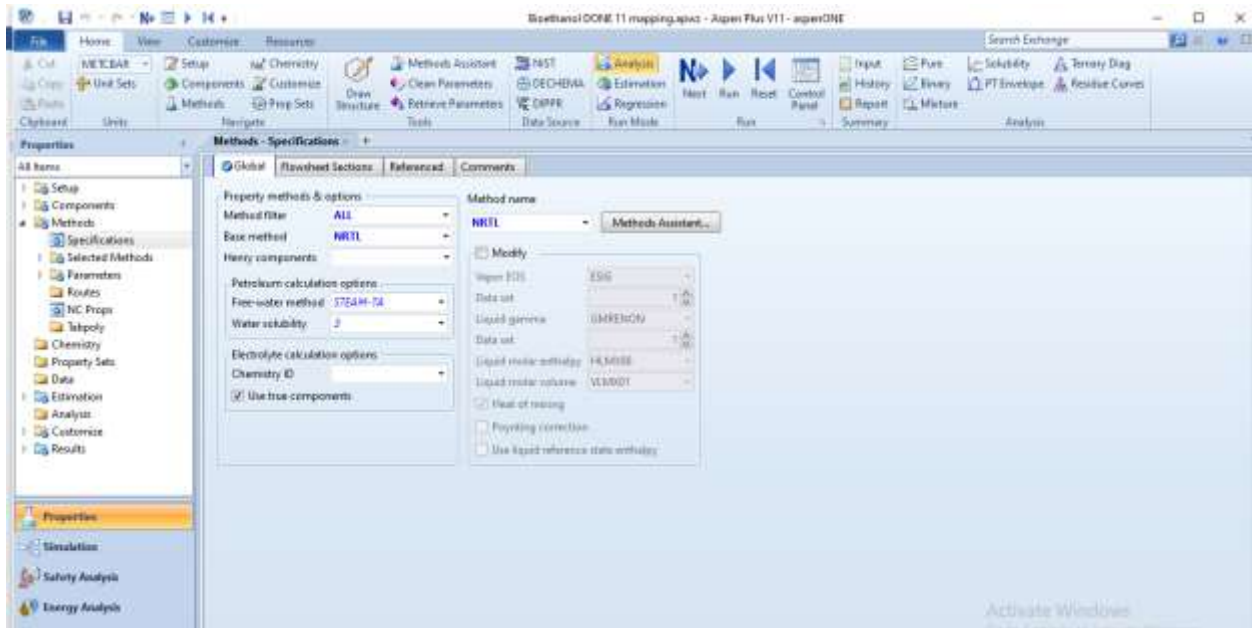 Bioethanol DONE 11 mapping.apwz - Aspen Plus V11 - aspenONE
File Home View Customize Resources Search Exchange
Cut METCBAR Setup Chemistry Methods Assistant NIST Analysis Input Pure Solubility Ternary Diag
Copy Unit Sets Components Customize Draw Structure Clean Parameters DECHEMA Estimation Next Run Reset Control Panel History Binary PT Envelope Residue Curves
Paste Methods Prop Sets Retrieve Parameters DIPPR Regression Report Mixture
Clipboard Units Navigate Tools Data Source Run Mode Run Summary Analysis
Properties
All Items
Setup
Components
Methods
Specifications
Selected Methods
Parameters
Routes
NC Props
Tabpoly
Chemistry
Property Sets
Data
Estimation
Analysis
Customize
Results
Properties
Simulation
Safety Analysis
Energy Analysis
Methods - Specifications +
Global Flowsheet Sections Referenced Comments
Property methods & options
Method filter ALL
Base method NRTL
Henry components
Petroleum calculation options
Free-water method STEAM-TA
Water solubility 3
Electrolyte calculation options
Chemistry ID
Use true components
Method name
NRTL Methods Assistant...
Modify
Vapor EOS ESIG
Data set 1
Liquid gamma GMRENON
Data set 1
Liquid molar enthalpy HLMX86
Liquid molar volume VLMX01
Heat of mixing
Poynting correction
Use liquid reference state enthalpy
Activate Windows